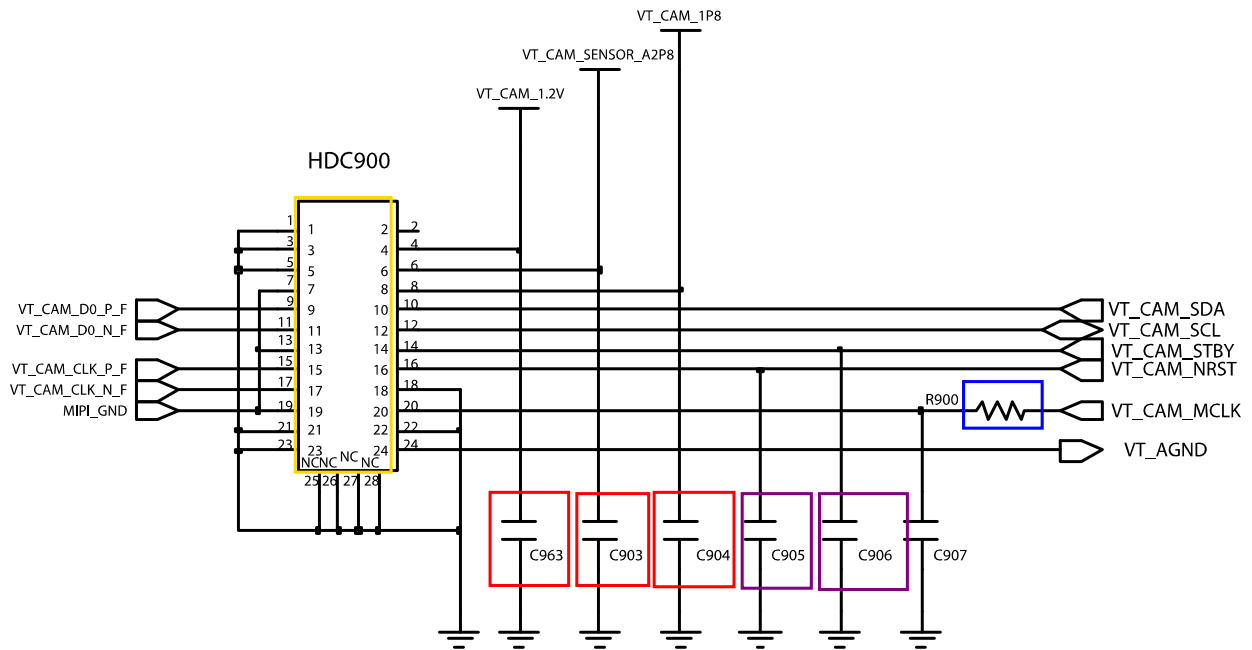 VT_CAM_1P8
VT_CAM_SENSOR_A2P8
VT_CAM_1.2V
HDC900
1 1 2 2
3 3 4 4
5 5 6 6
7 7 8 8
VT_CAM_D0_P_F 9 9 10 10 VT_CAM_SDA
VT_CAM_D0_N_F 11 11 12 12 VT_CAM_SCL
13 13 14 14 VT_CAM_STBY
VT_CAM_CLK_P_F 15 15 16 16 VT_CAM_NRST
VT_CAM_CLK_N_F 17 17 18 18
MIPI_GND 19 19 20 20 R900 VT_CAM_MCLK
21 21 22 22
23 23 24 24 VT_AGND
NC NC NC NC
25 26 27 28
C963 C903 C904 C905 C906 C907